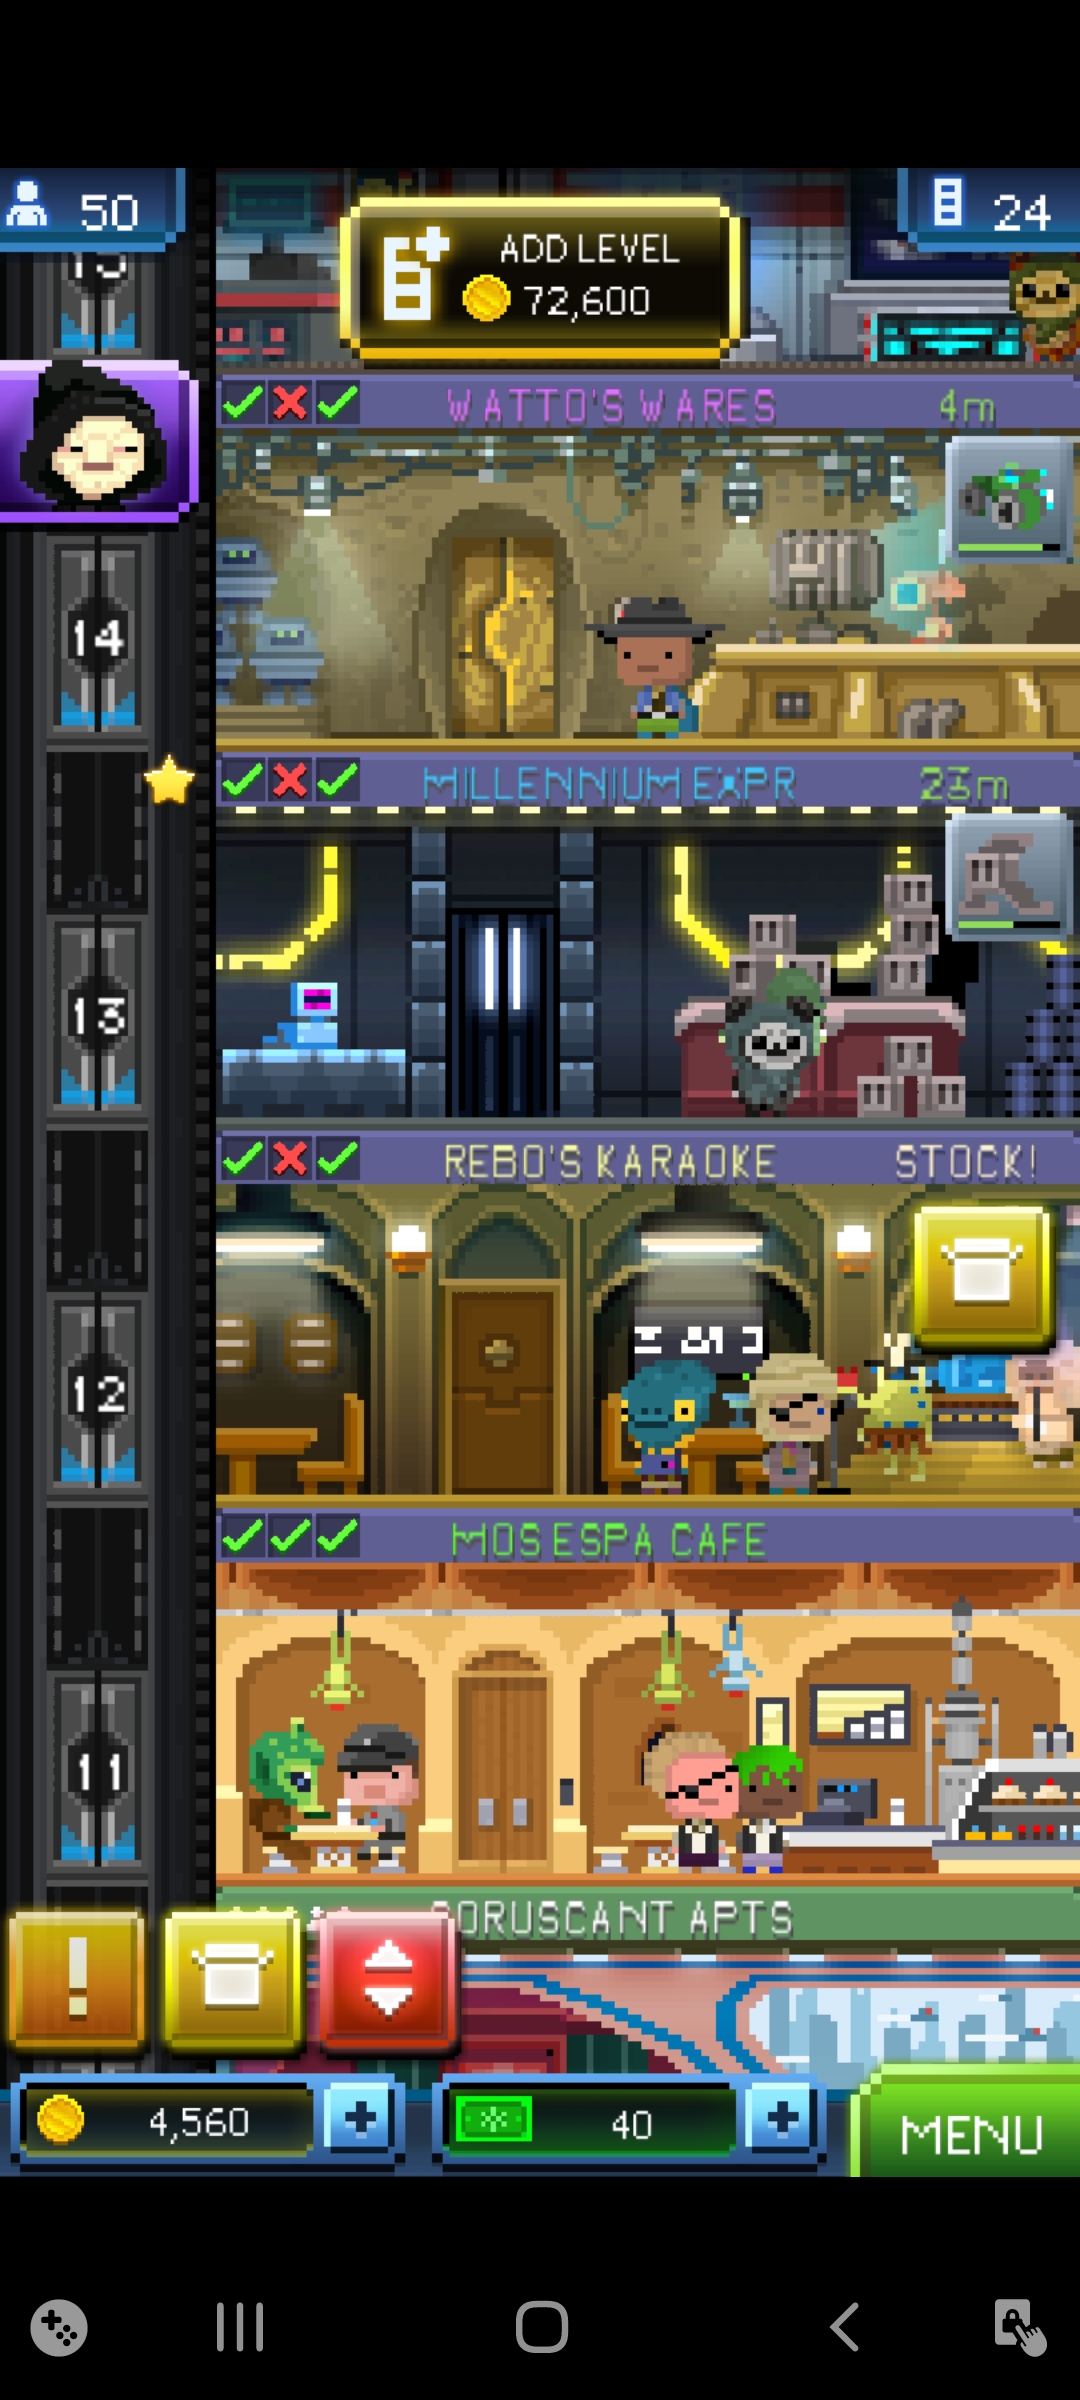 50
ADD LEVEL
72,600
24
WATTO'S WARES
4m
14
MILLENNIUM EXPR
13
REBO'S KARAOKE
STOCK!
12
MOS ESPA CAFE
11
CORUSCANT APTS
!
4,560
40
MENU